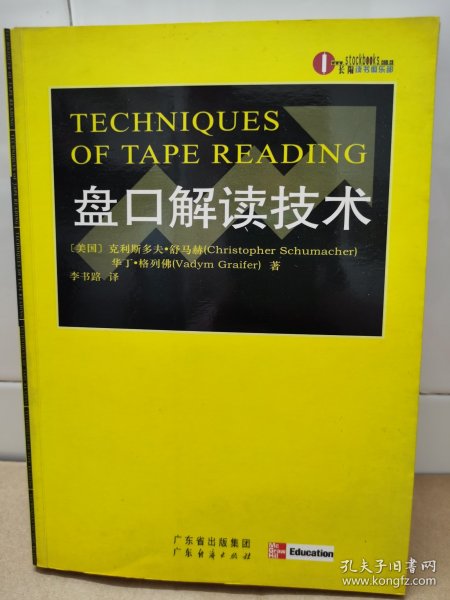 www.stockbooks.com.cn
长阳读书俱乐部
TECHNIQUES
OF TAPE READING
盘口解读技术
[美国] 克利斯多夫·舒马赫(Christopher Schumacher)
华丁·格列佛(Vadym Graifer) 著
李书路 译
广东省出版集团
广东经济出版社
Mc
Graw
Hill
Education
孔夫子旧书网
www.kongfz.com